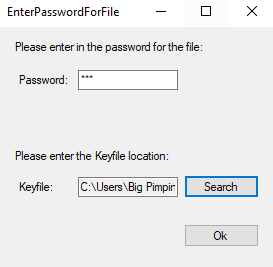 EnterPasswordForFile
Please enter in the password for the file:
Password: ***
Please enter the Keyfile location:
Keyfile: C:\Users\Big Pimpin Search
Ok